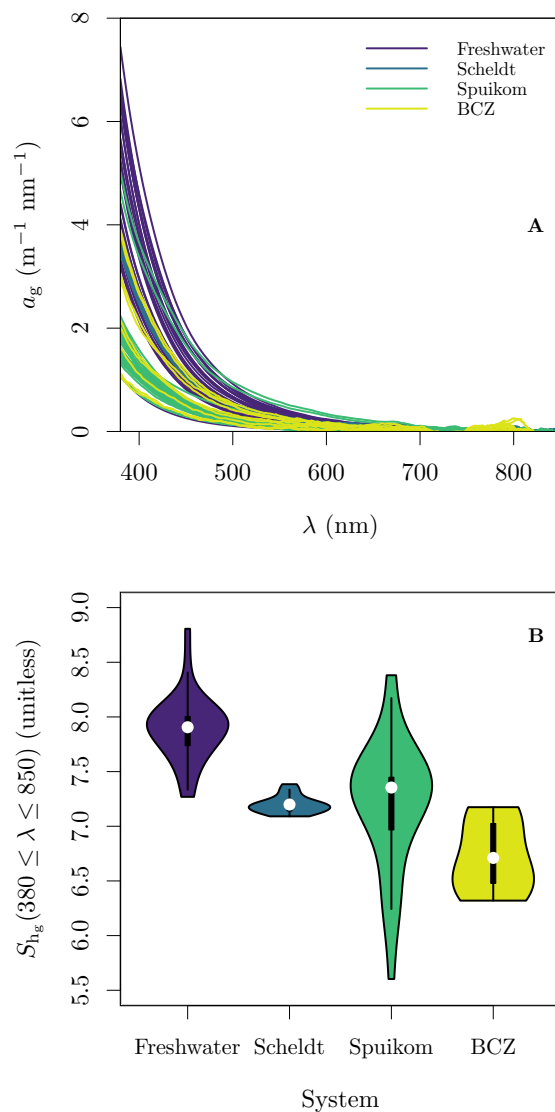 8
6
4
2
0
a_g (m⁻¹ nm⁻¹)
Freshwater
Scheldt
Spuikom
BCZ
A
400 500 600 700 800
λ (nm)
9.0
8.5
8.0
7.5
7.0
6.5
6.0
5.5
S_{h_g}(380 ≤ λ ≤ 850) (unitless)
B
Freshwater Scheldt Spuikom BCZ
System